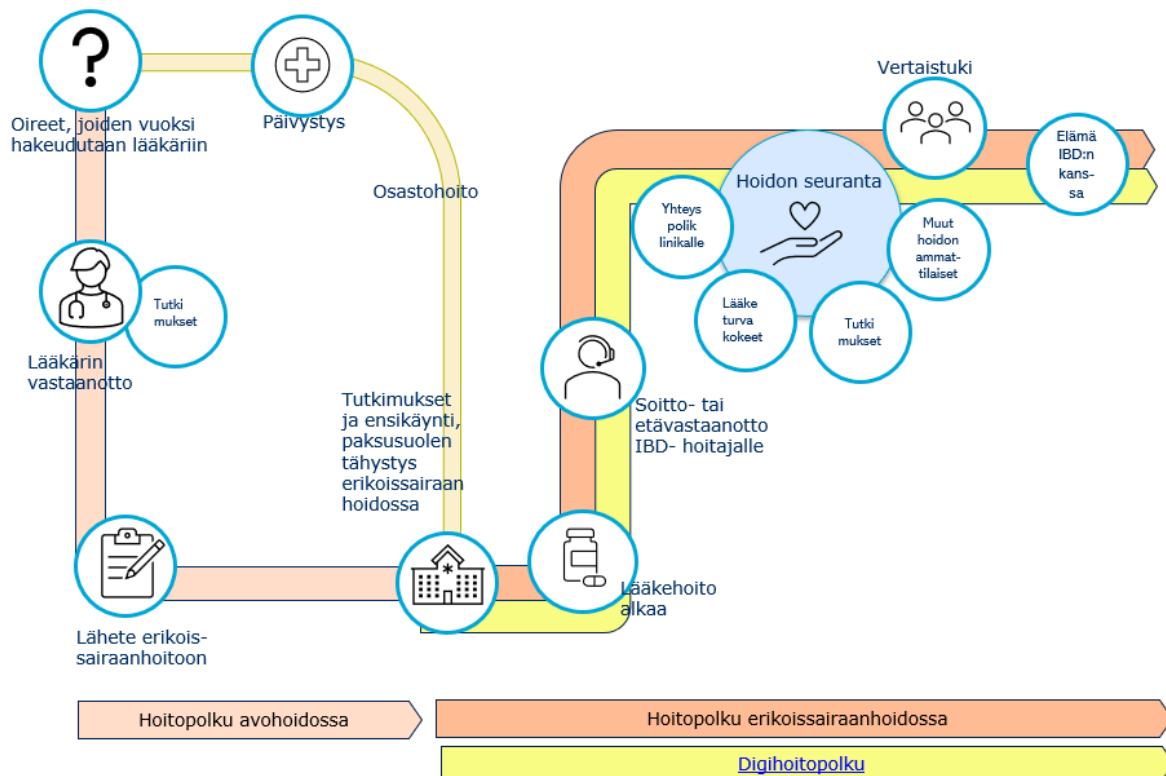 ?
Oireet, joiden vuoksi
hakeudutaan lääkäriin
Päivystys
Osastohoito
Vertaistuki
Elämä
IBD:n
kans-
sa
Hoidon seuranta
Yhteys
polik
linikalle
Muut
hoidon
ammat-
tilaiset
Lääke
turva
kokeet
Tutki
mukset
Tutki
mukset
Lääkärin
vastaanotto
Tutkimukset
ja ensikäynti,
paksusuolen
tähystys
erikoissairaan
hoidossa
Soitto- tai
etävastaanotto
IBD- hoitajalle
Lääkehoito
alkaa
Lähete erikois-
sairaanhoitoon
Hoitopolku avohoidossa
Hoitopolku erikoissairaanhoidossa
Digihoitopolku